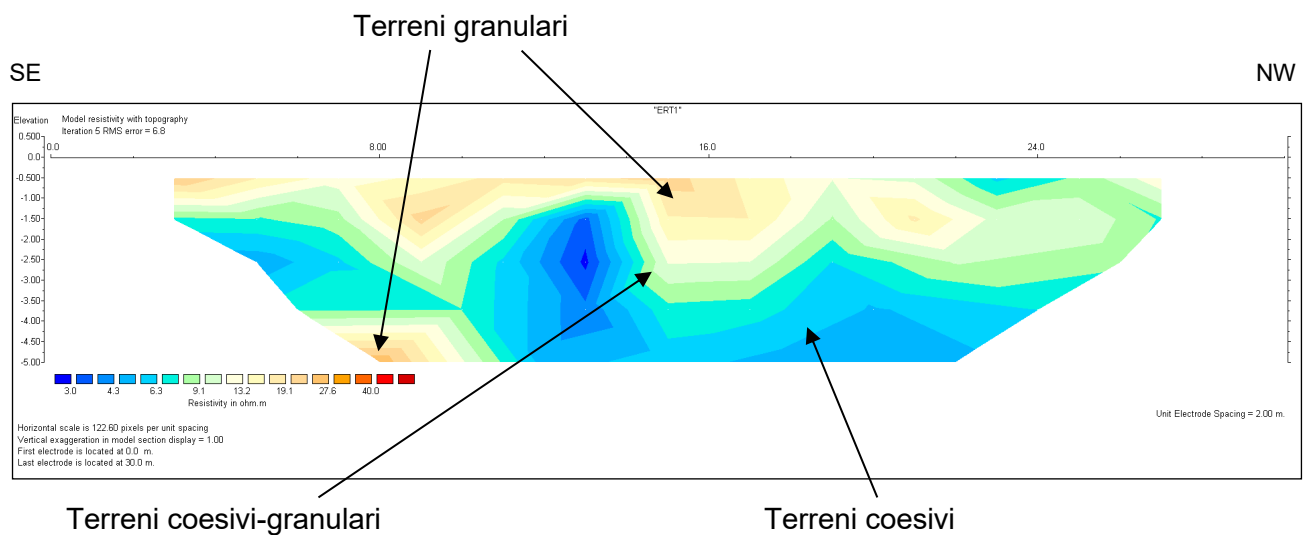 Terreni granulari
SE
NW
"ERT1"
Elevation
Model resistivity with topography
Iteration 5 RMS error = 6.8
0.500
0.0
8.00
16.0
24.0
0.0
-0.500
-1.00
-1.50
-2.00
-2.50
-3.00
-3.50
-4.00
-4.50
-5.00
3.0 4.3 6.3 9.1 13.2 19.1 27.6 40.0
Resistivity in ohm.m
Unit Electrode Spacing = 2.00 m.
Horizontal scale is 122.60 pixels per unit spacing
Vertical exaggeration in model section display = 1.00
First electrode is located at 0.0 m.
Last electrode is located at 30.0 m.
Terreni coesivi-granulari
Terreni coesivi